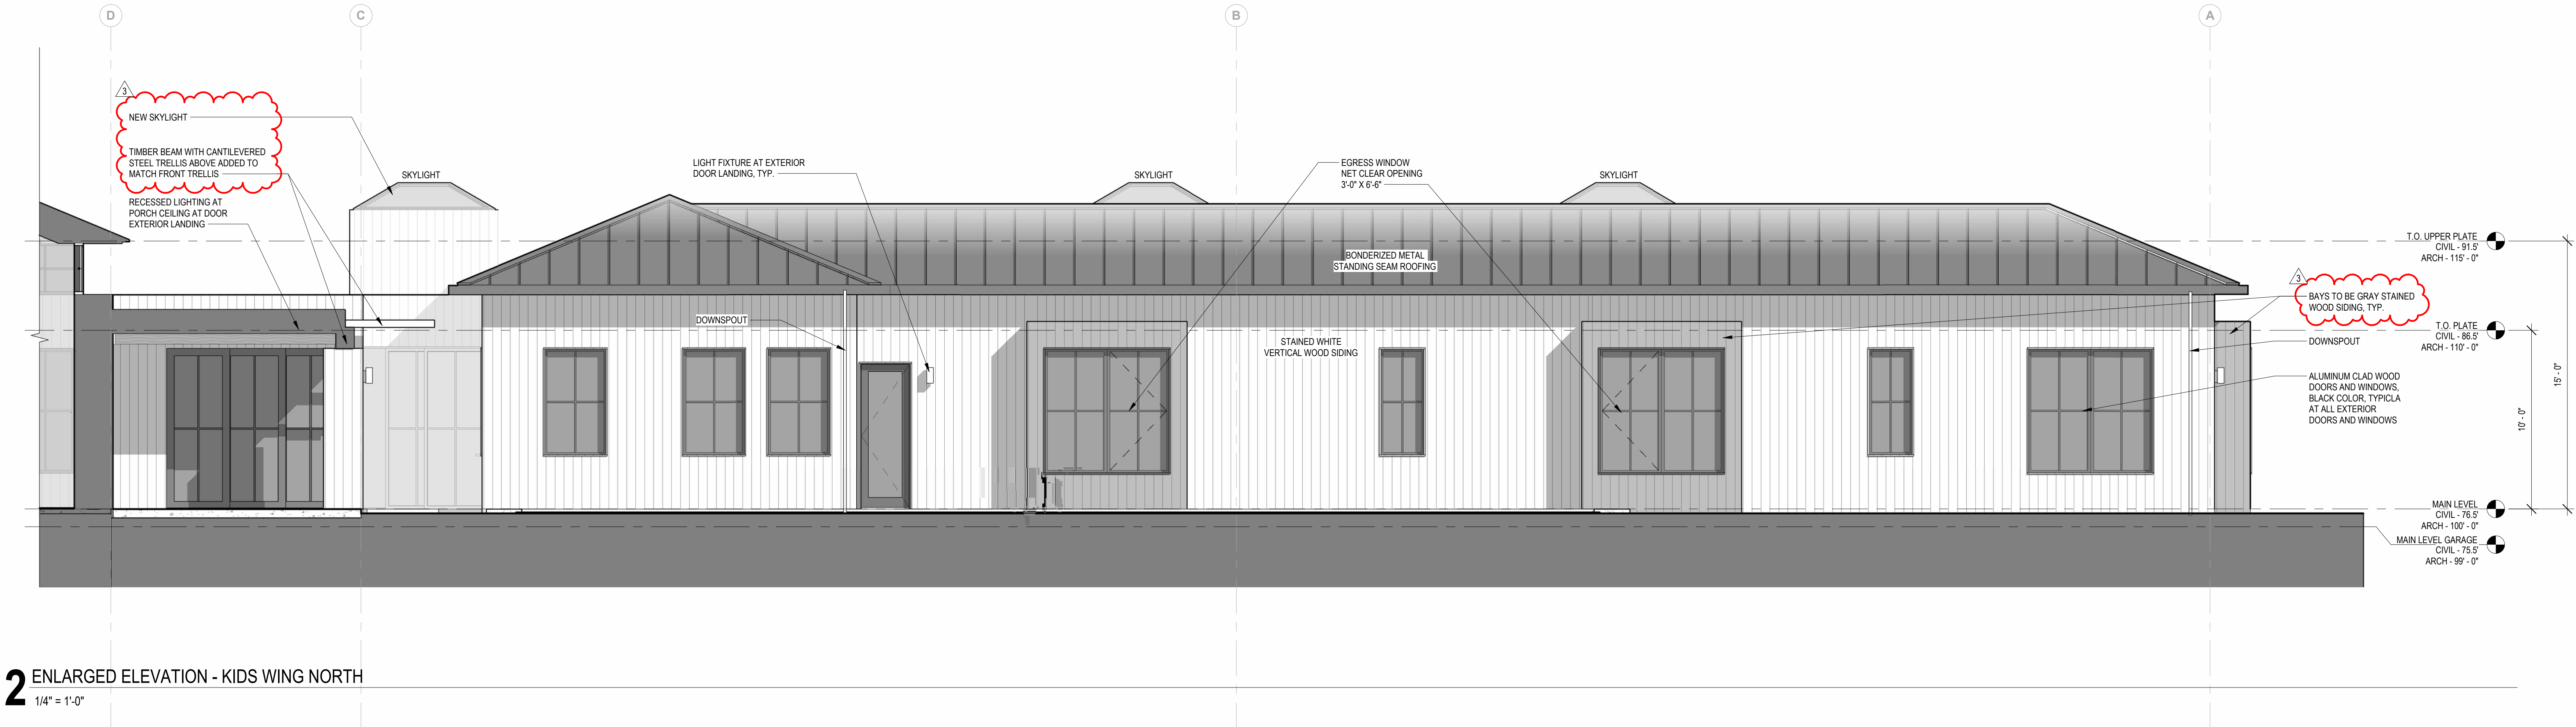 D
C
B
A
3
NEW SKYLIGHT
TIMBER BEAM WITH CANTILEVERED
STEEL TRELLIS ABOVE ADDED TO
MATCH FRONT TRELLIS
RECESSED LIGHTING AT
PORCH CEILING AT DOOR
EXTERIOR LANDING
SKYLIGHT
LIGHT FIXTURE AT EXTERIOR
DOOR LANDING, TYP.
SKYLIGHT
EGRESS WINDOW
NET CLEAR OPENING
3'-0" X 6'-6"
SKYLIGHT
BONDERIZED METAL
STANDING SEAM ROOFING
DOWNSPOUT
STAINED WHITE
VERTICAL WOOD SIDING
T.O. UPPER PLATE
CIVIL - 91.5'
ARCH - 115' - 0"
3
BAYS TO BE GRAY STAINED
WOOD SIDING, TYP.
T.O. PLATE
CIVIL - 86.5'
ARCH - 110' - 0"
DOWNSPOUT
ALUMINUM CLAD WOOD
DOORS AND WINDOWS,
BLACK COLOR, TYPICLA
AT ALL EXTERIOR
DOORS AND WINDOWS
15' - 0"
10' - 0"
MAIN LEVEL
CIVIL - 76.5'
ARCH - 100' - 0"
MAIN LEVEL GARAGE
CIVIL - 75.5'
ARCH - 99' - 0"
2 ENLARGED ELEVATION - KIDS WING NORTH
1/4" = 1'-0"